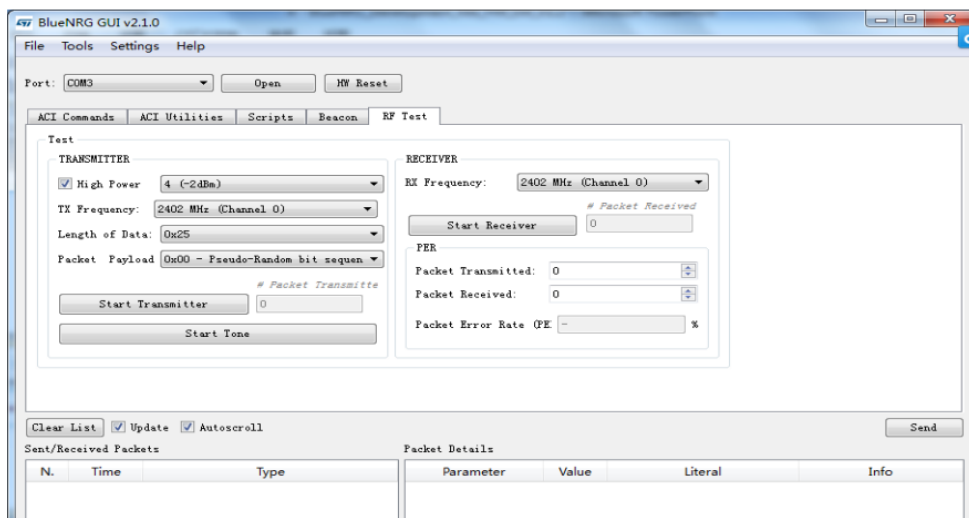 BlueNRG GUI v2.1.0
File Tools Settings Help
Port: COM3 Open HW Reset
ACI Commands ACI Utilities Scripts Beacon RF Test
Test
TRANSMITTER
High Power 4 (-2dBm)
TX Frequency: 2402 MHz (Channel 0)
Length of Data: 0x25
Packet Payload 0x00 - Pseudo-Random bit sequen
# Packet Transmitte
Start Transmitter 0
Start Tone
RECEIVER
RX Frequency: 2402 MHz (Channel 0)
# Packet Received
Start Receiver 0
PER
Packet Transmitted: 0
Packet Received: 0
Packet Error Rate (PE - %
Clear List Update Autoscroll Send
Sent/Received Packets
N. Time Type
Packet Details
Parameter Value Literal Info